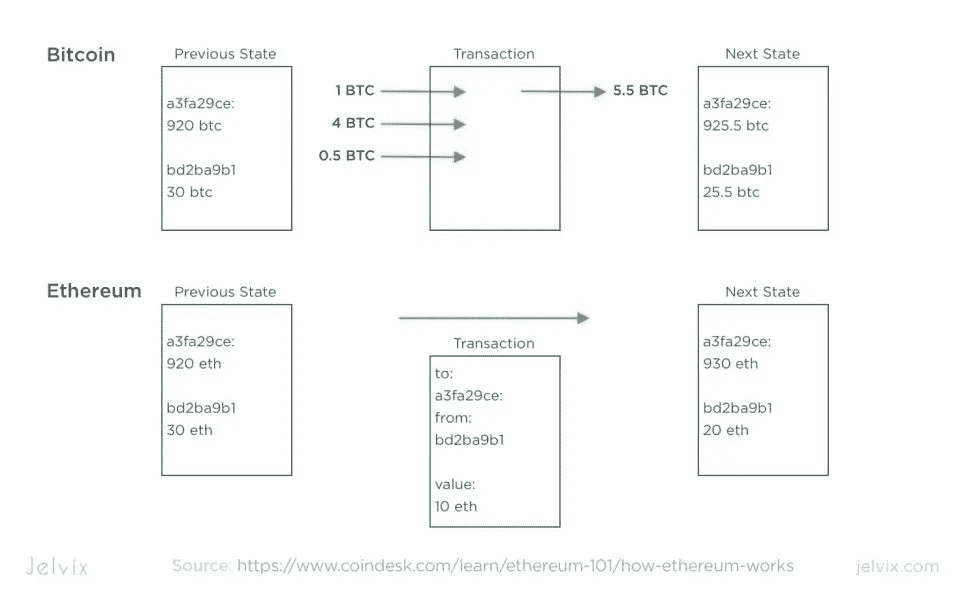 Bitcoin
Previous State
Transaction
Next State
a3fa29ce:
920 btc
bd2ba9b1
30 btc
1 BTC
4 BTC
0.5 BTC
5.5 BTC
a3fa29ce:
925.5 btc
bd2ba9b1
25.5 btc
Ethereum
Previous State
Next State
a3fa29ce:
920 eth
bd2ba9b1
30 eth
Transaction
to:
a3fa29ce:
from:
bd2ba9b1
value:
10 eth
a3fa29ce:
930 eth
bd2ba9b1
20 eth
Jelvix
Source: https://www.coindesk.com/learn/ethereum-101/how-ethereum-works
jelvix.com